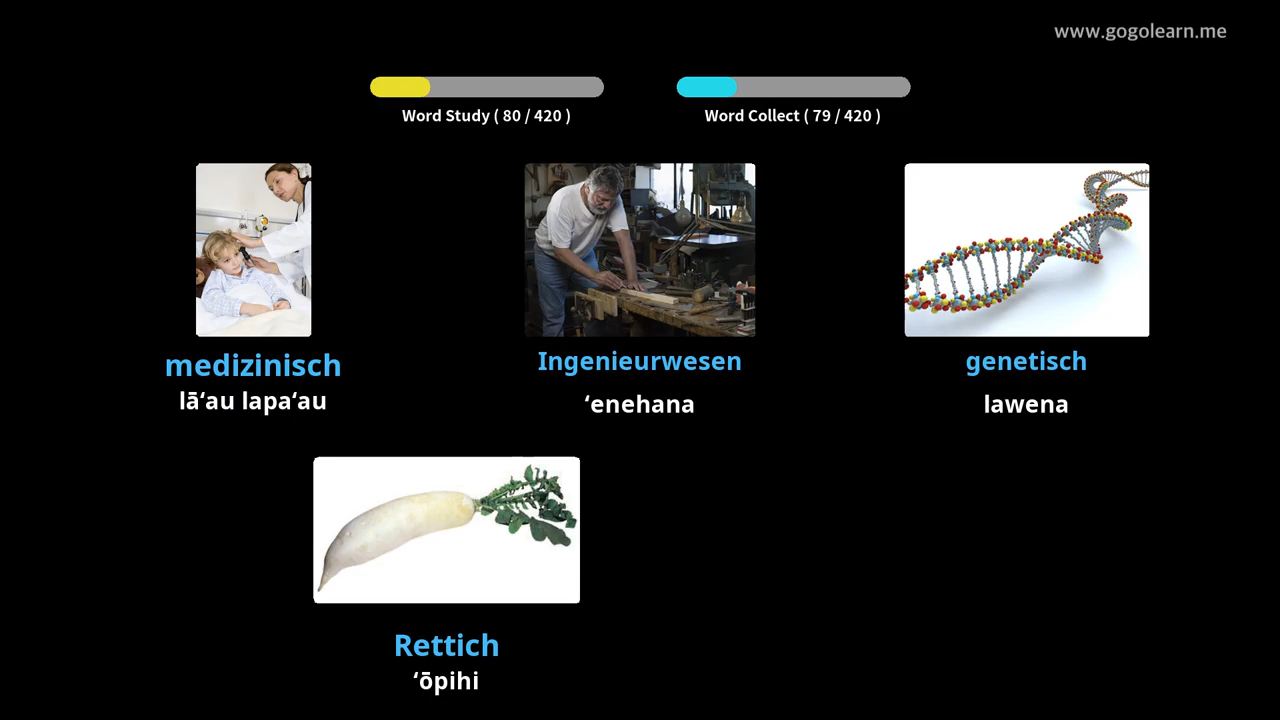 www.gogolearn.me
Word Study ( 80 / 420 )
Word Collect ( 79 / 420 )
medizinisch
lāʻau lapaʻau
Ingenieurwesen
ʻenehana
genetisch
lawena
Rettich
ʻōpihi